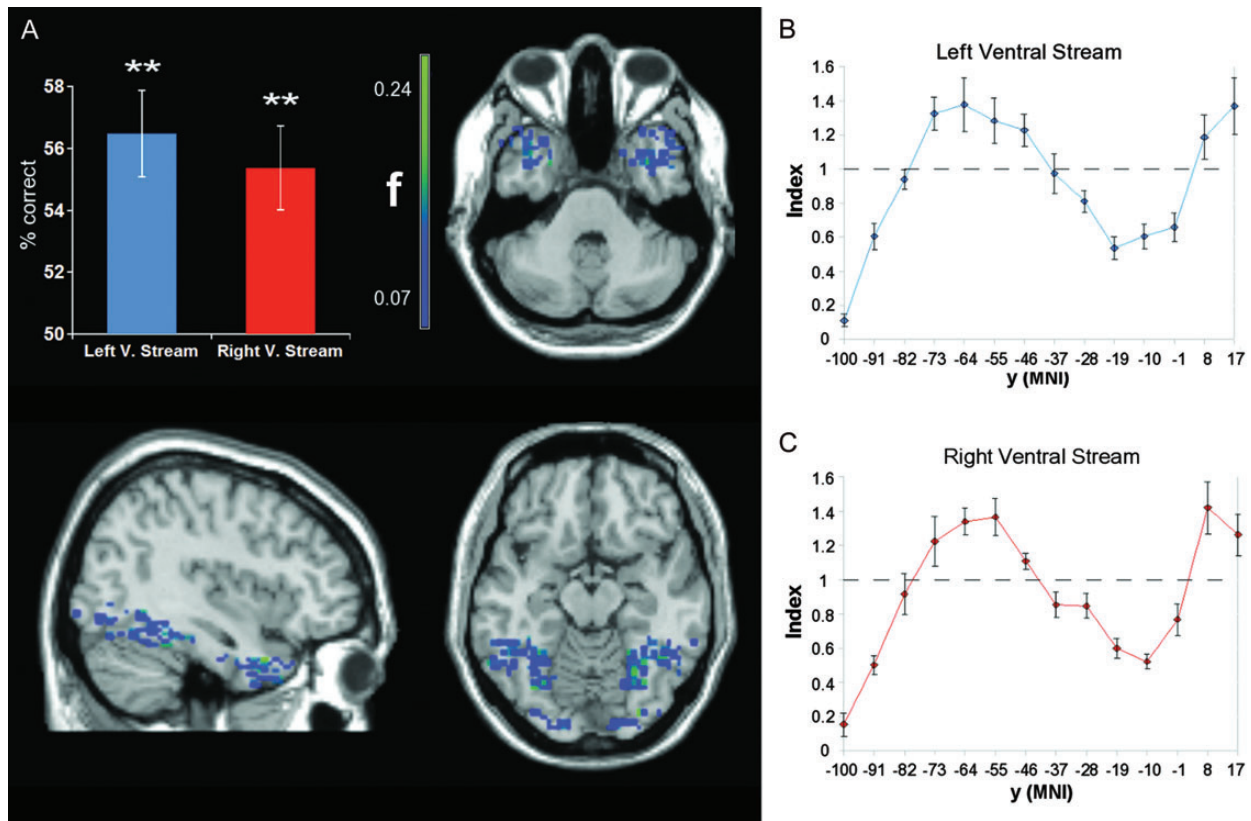 A
** **
58
56
54
52
50
% correct
Left V. Stream Right V. Stream
0.24
f
0.07
B
Left Ventral Stream
1.6
1.4
1.2
1
0.8
0.6
0.4
0.2
0
Index
-100 -91 -82 -73 -64 -55 -46 -37 -28 -19 -10 -1 8 17
y (MNI)
C
Right Ventral Stream
1.6
1.4
1.2
1
0.8
0.6
0.4
0.2
0
Index
-100 -91 -82 -73 -64 -55 -46 -37 -28 -19 -10 -1 8 17
y (MNI)